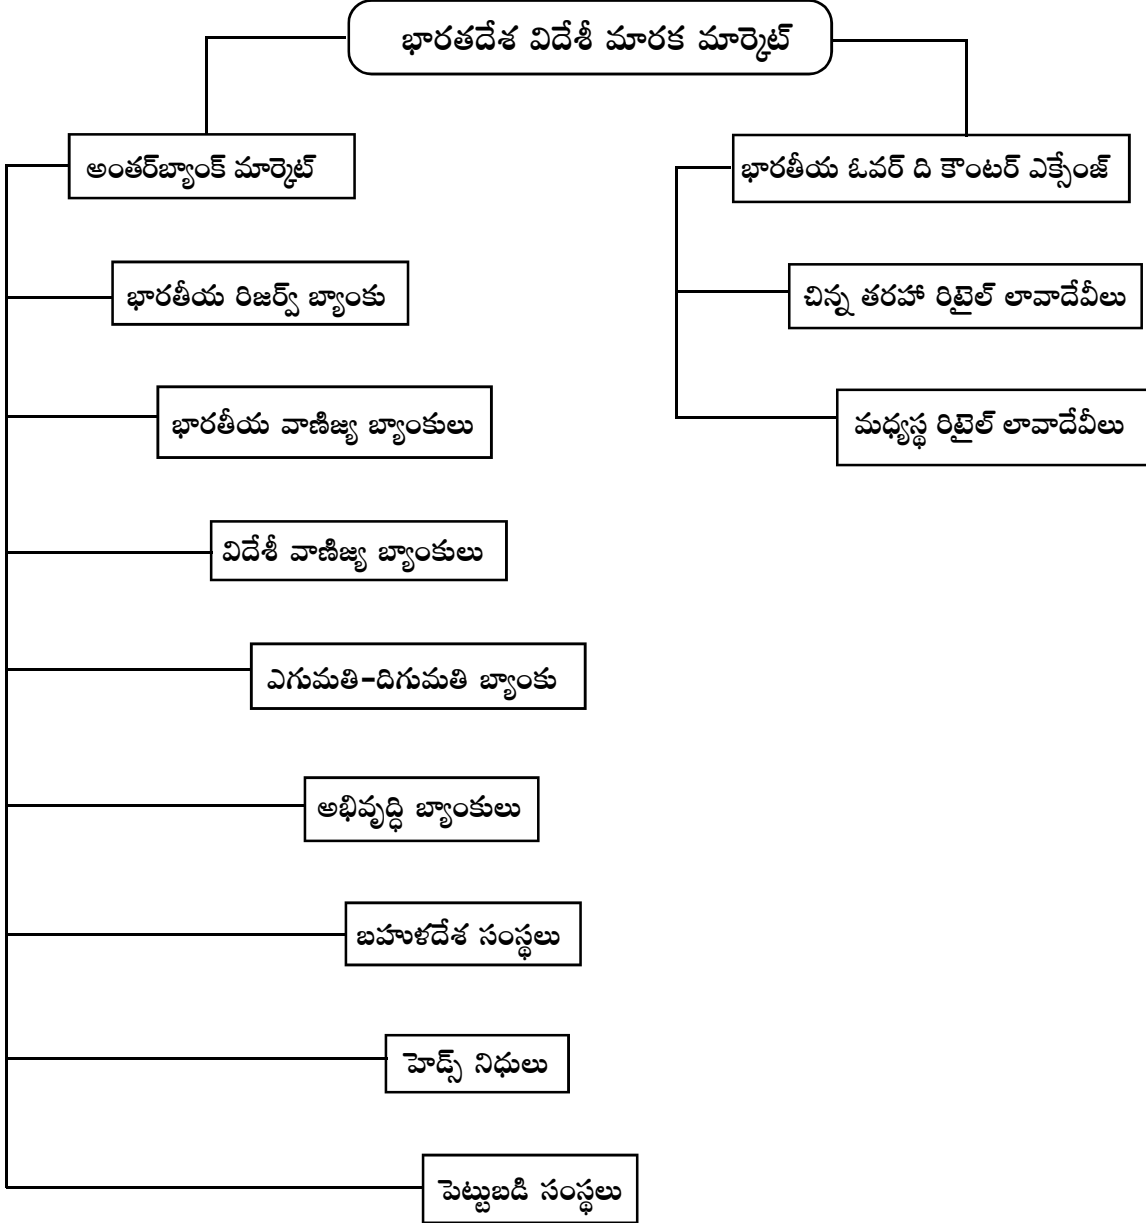 భారతదేశ విదేశీ మారక మార్కెట్
అంతర్‌బ్యాంక్ మార్కెట్
భారతీయ రిజర్వ్ బ్యాంకు
భారతీయ వాణిజ్య బ్యాంకులు
విదేశీ వాణిజ్య బ్యాంకులు
ఎగుమతి-దిగుమతి బ్యాంకు
అభివృద్ధి బ్యాంకులు
బహుళదేశ సంస్థలు
హెడ్స్ నిధులు
పెట్టుబడి సంస్థలు
భారతీయ ఓవర్ ది కౌంటర్ ఎక్స్ఛేంజ్
చిన్న తరహా రిటైల్ లావాదేవీలు
మధ్యస్థ రిటైల్ లావాదేవీలు